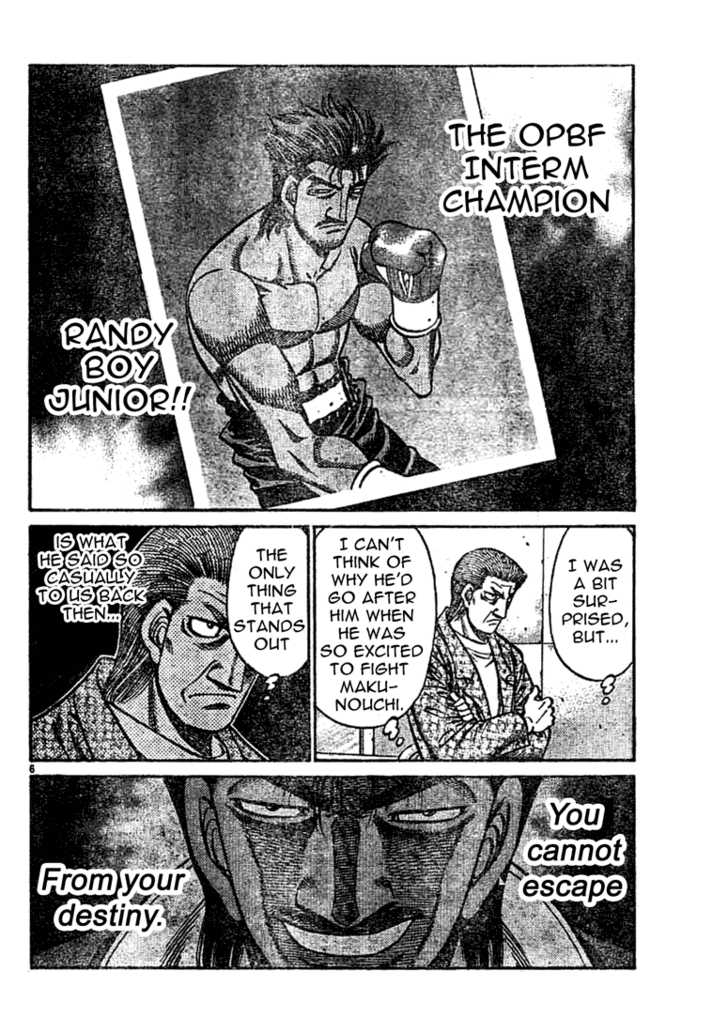 THE OPBF
INTERM
CHAMPION
RANDY
BOY
JUNIOR!!
I WAS
A BIT
SUR-
PRISED,
BUT...
I CAN'T
THINK OF
WHY HE'D
GO AFTER
HIM WHEN
HE WAS
SO EXCITED
TO FIGHT
MAKU-
NOUCHI.
THE
ONLY
THING
THAT
STANDS
OUT
IS WHAT
HE SAID SO
CASUALLY
TO US BACK
THEN...
6
You
cannot
escape
From your
destiny.